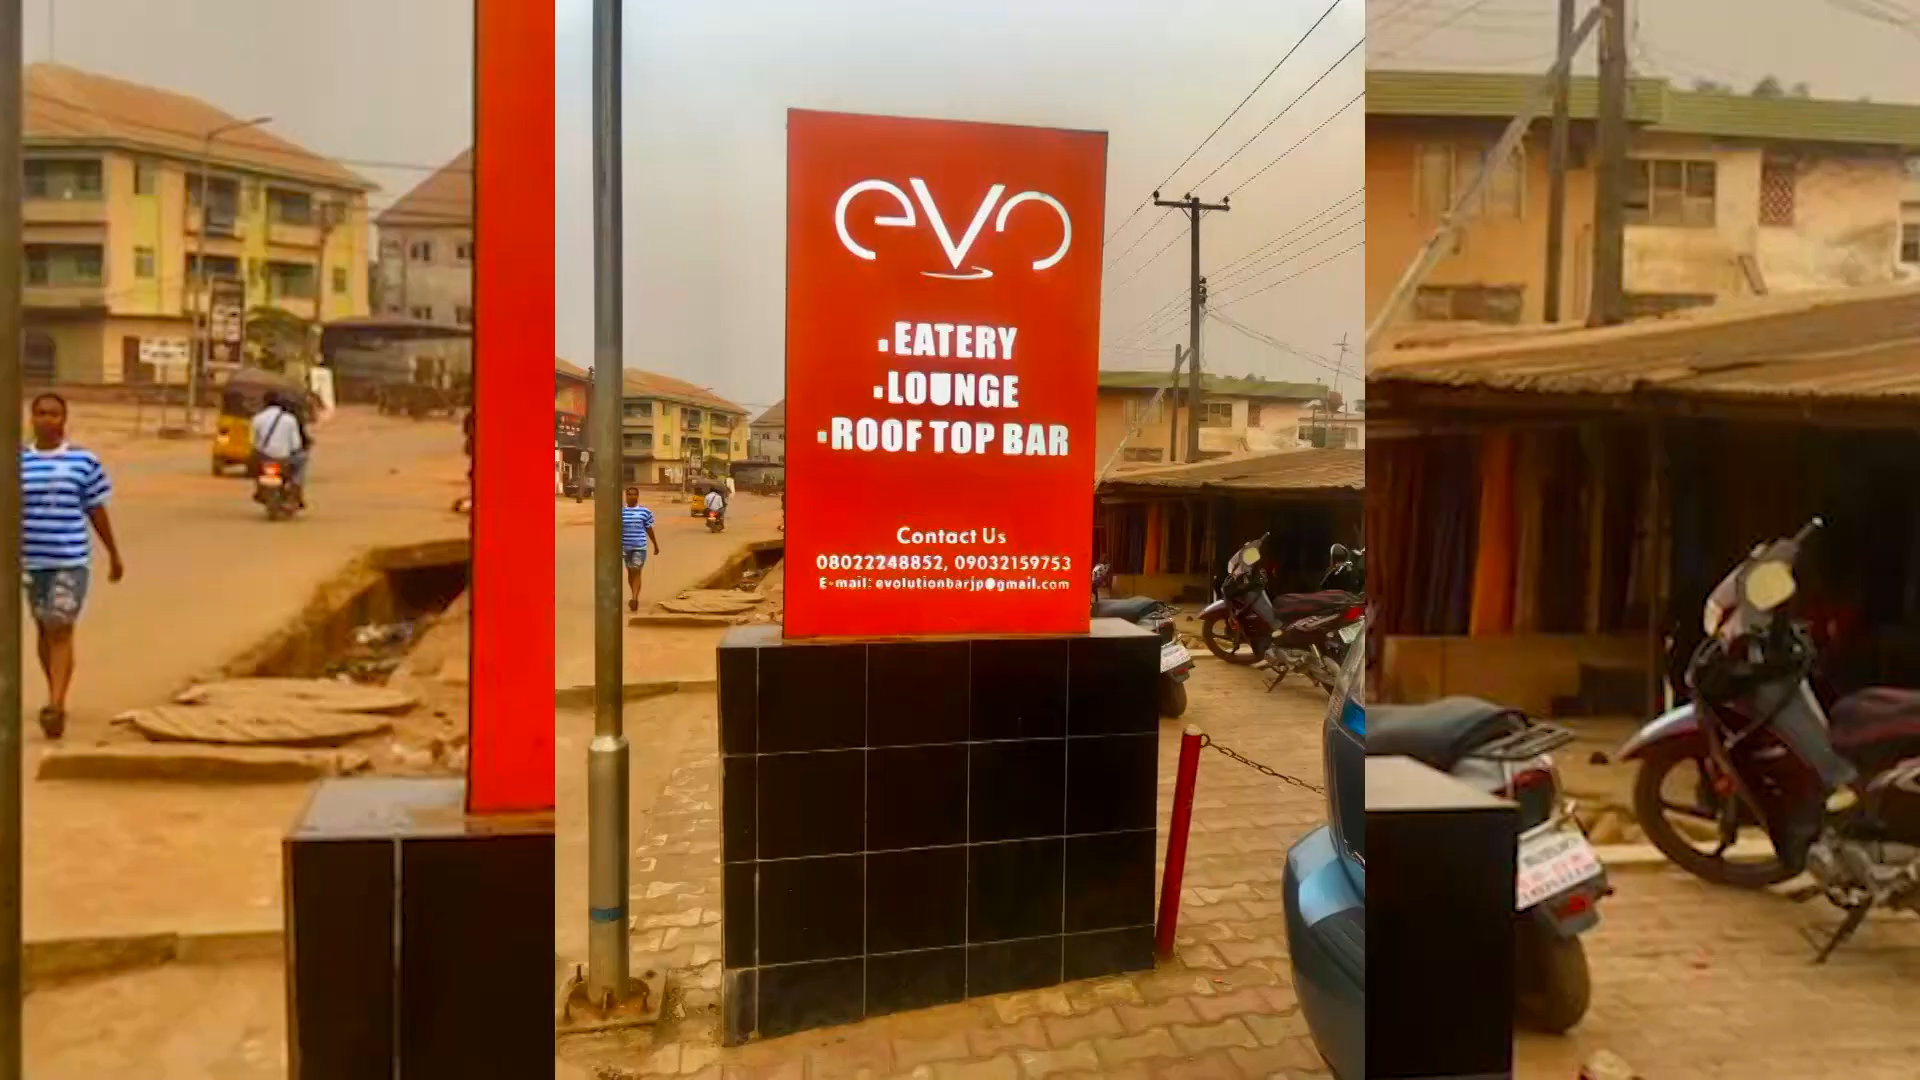 evo
▪EATERY
▪LOUNGE
▪ROOF TOP BAR
Contact Us
08022248852, 09032159753
E-mail: evolutionbarjp@gmail.com